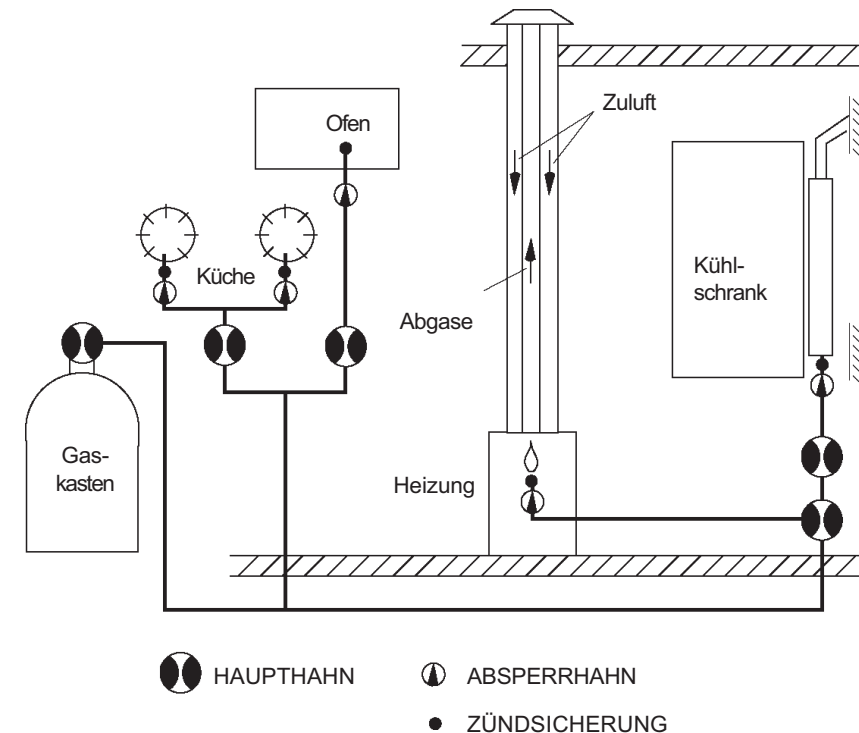 Ofen
Zuluft
Küche
Kühl-
schrank
Abgase
Gas-
kasten
Heizung
HAUPTHAHN
ABSPERRHAHN
ZÜNDSICHERUNG